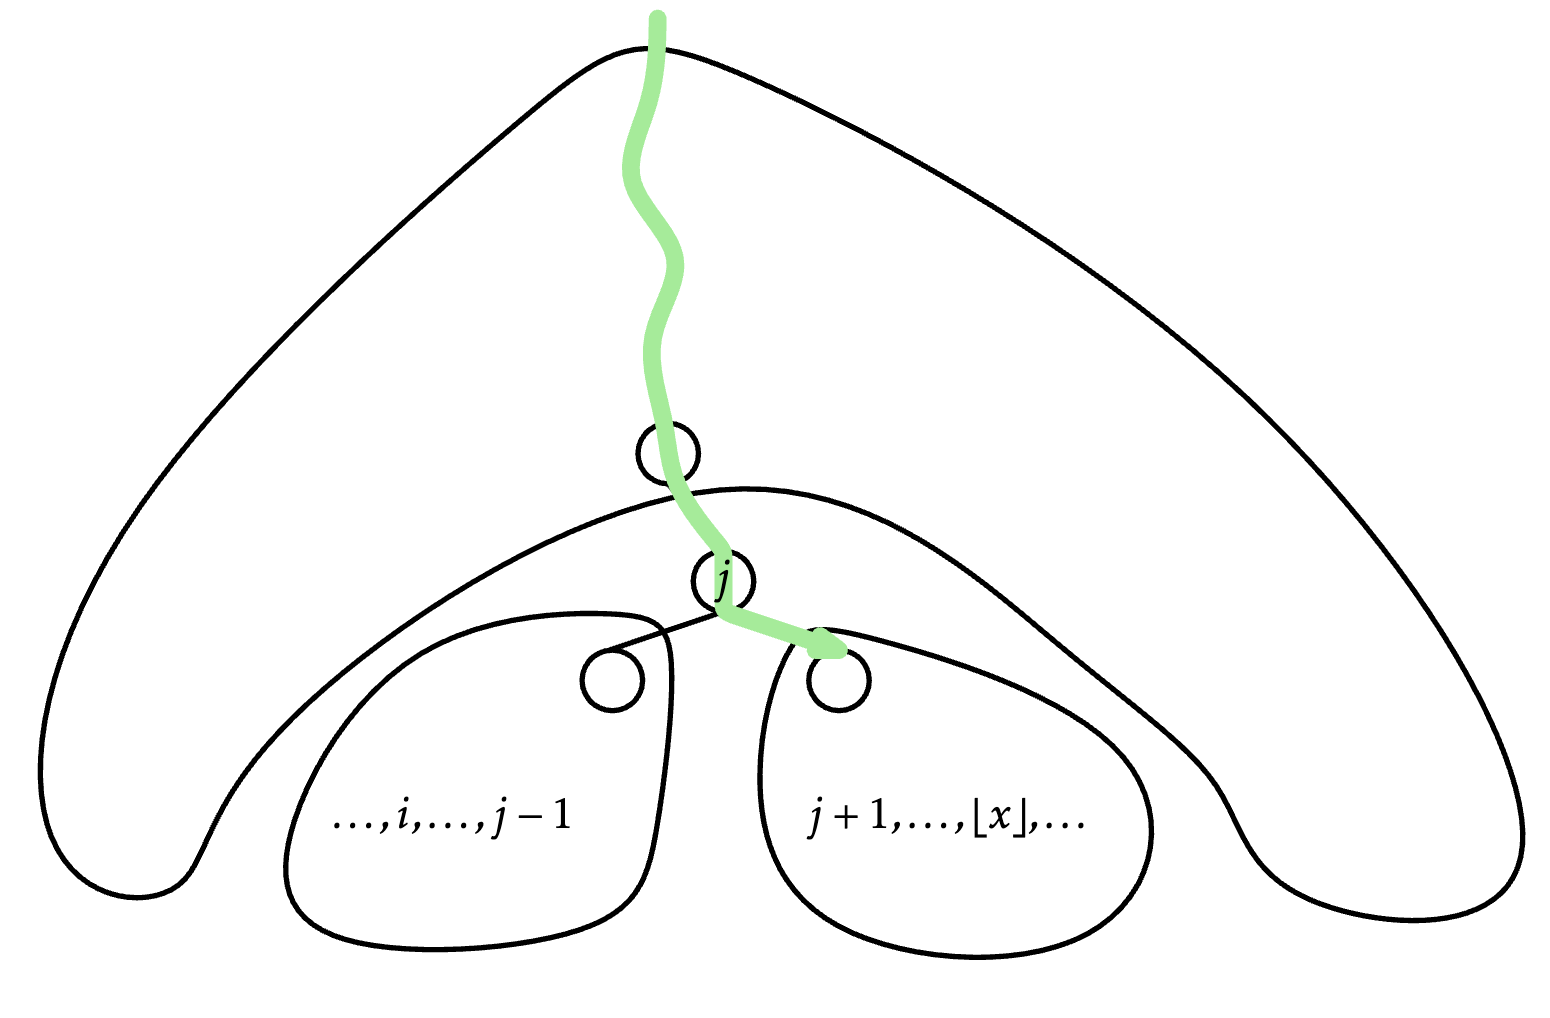 j
…,i,…,j − 1
j + 1,…,⌊x⌋,…